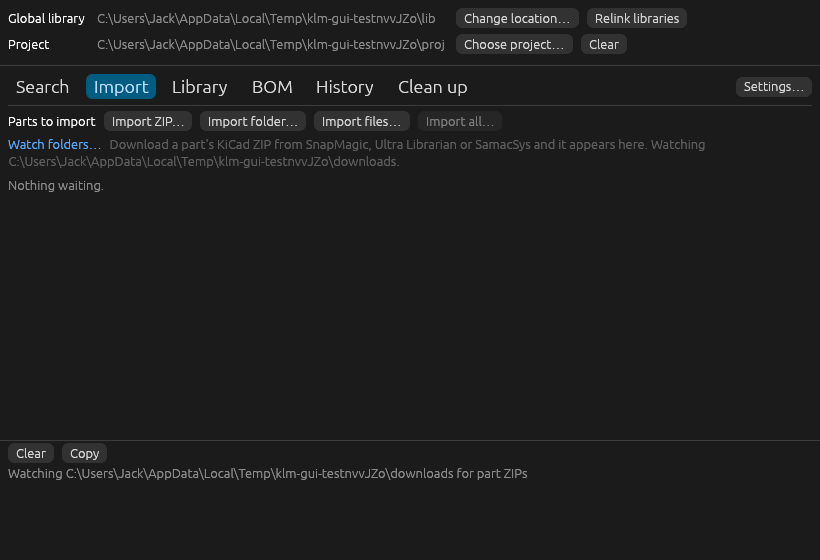 Global library C:\Users\Jack\AppData\Local\Temp\klm-gui-testnvvJZo\lib Change location... Relink libraries
Project C:\Users\Jack\AppData\Local\Temp\klm-gui-testnvvJZo\proj Choose project... Clear
Search Import Library BOM History Clean up Settings...
Parts to import Import ZIP... Import folder... Import files... Import all...
Watch folders... Download a part's KiCad ZIP from SnapMagic, Ultra Librarian or SamacSys and it appears here. Watching
C:\Users\Jack\AppData\Local\Temp\klm-gui-testnvvJZo\downloads.
Nothing waiting.
Clear Copy
Watching C:\Users\Jack\AppData\Local\Temp\klm-gui-testnvvJZo\downloads for part ZIPs